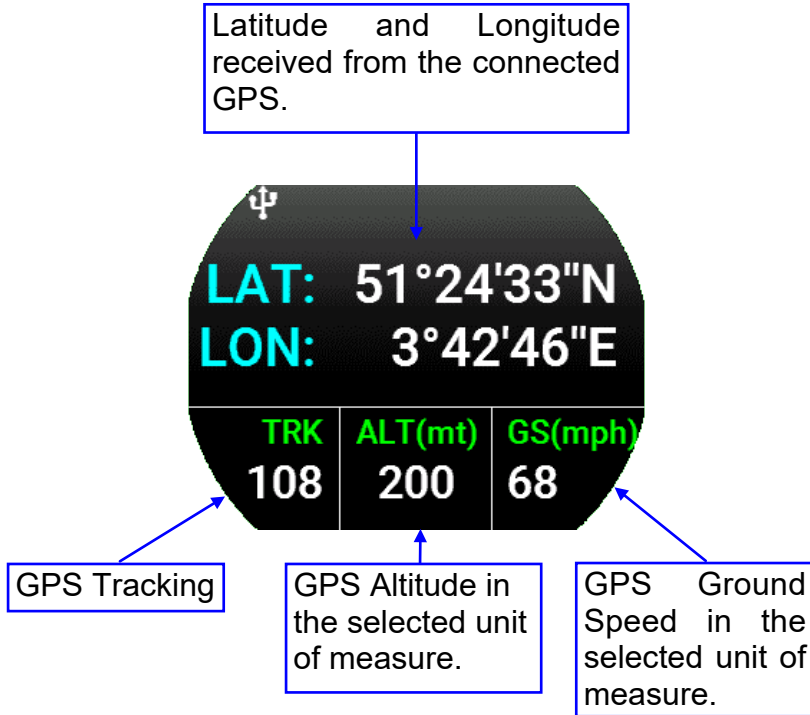 Latitude and Longitude
received from the connected
GPS.
LAT: 51°24'33"N
LON: 3°42'46"E
TRK ALT(mt) GS(mph)
108 200 68
GPS Tracking
GPS Altitude in
the selected unit
of measure.
GPS Ground
Speed in the
selected unit of
measure.